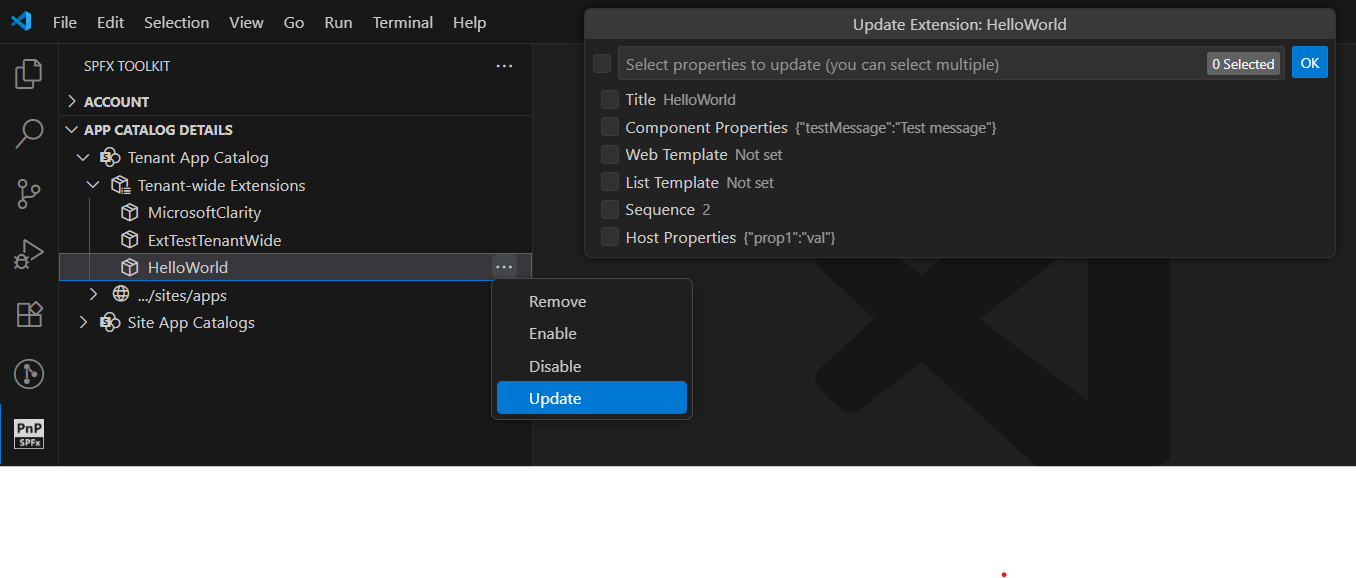 File Edit Selection View Go Run Terminal Help
SPFX TOOLKIT
ACCOUNT
APP CATALOG DETAILS
Tenant App Catalog
Tenant-wide Extensions
MicrosoftClarity
ExtTestTenantWide
HelloWorld
.../sites/apps
Site App Catalogs
PnP
SPFx
Remove
Enable
Disable
Update
Update Extension: HelloWorld
Select properties to update (you can select multiple) 0 Selected OK
Title HelloWorld
Component Properties {"testMessage":"Test message"}
Web Template Not set
List Template Not set
Sequence 2
Host Properties {"prop1":"val"}